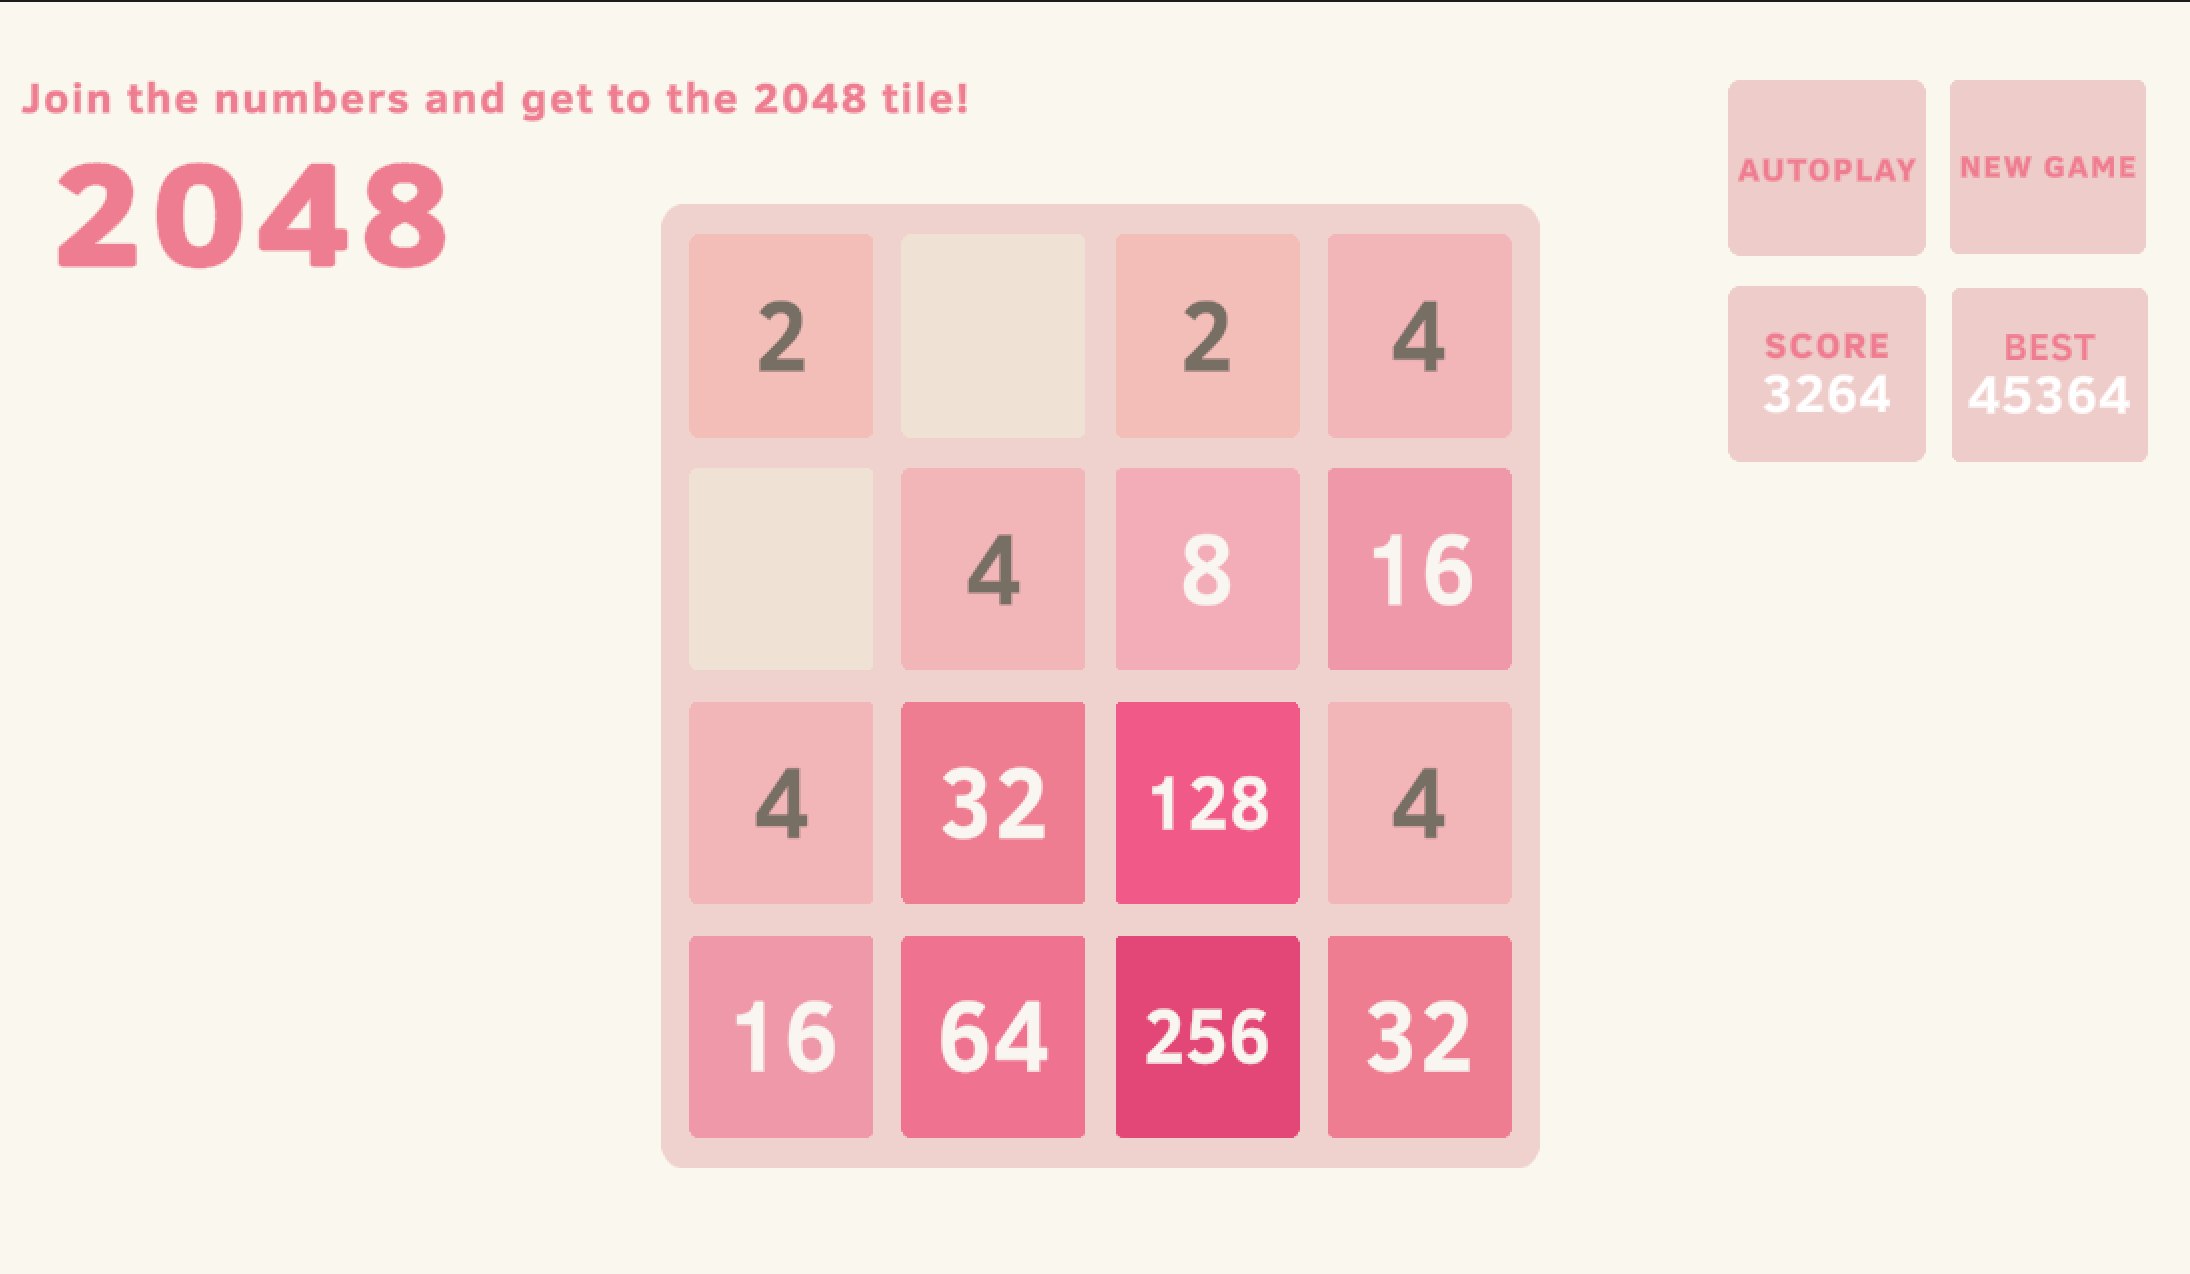 Join the numbers and get to the 2048 tile!
2048
AUTOPLAY
NEW GAME
SCORE
3264
BEST
45364
2 2 4
4 8 16
4 32 128 4
16 64 256 32